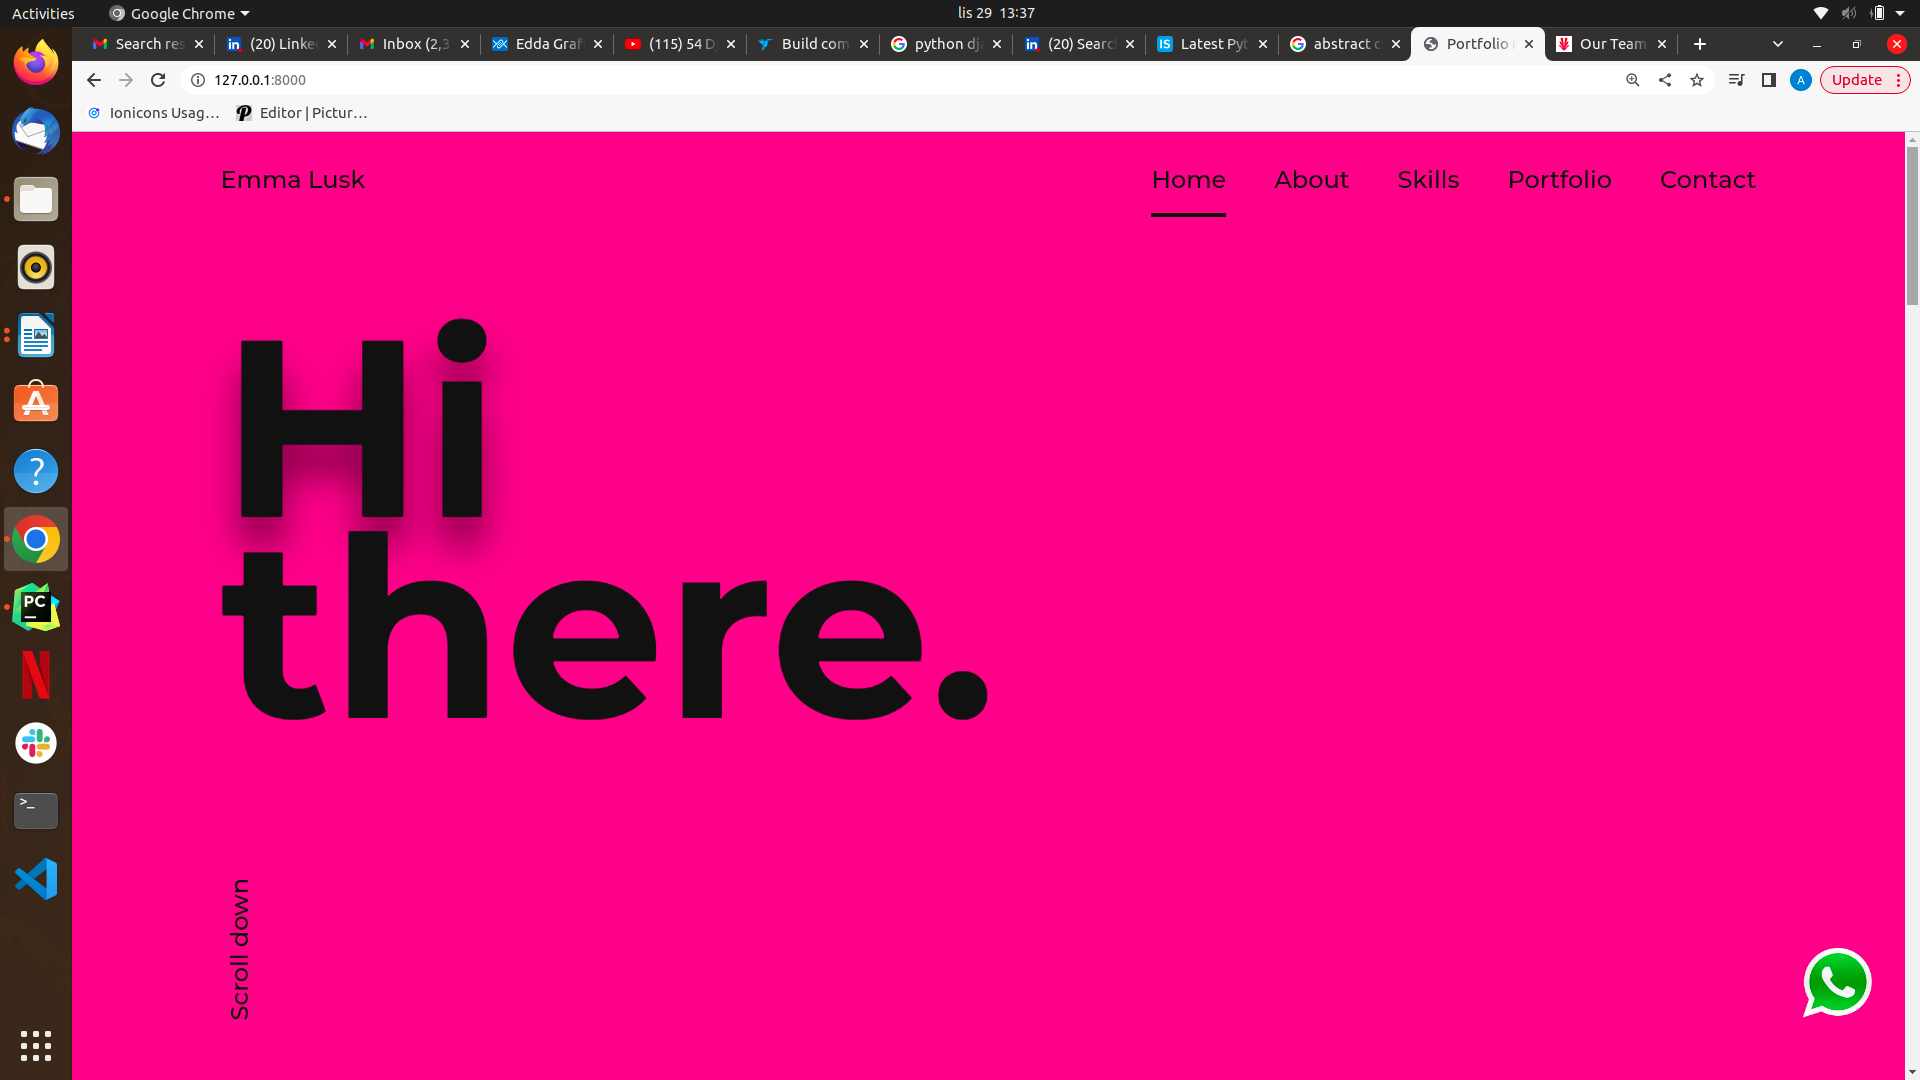 Activities
Google Chrome
lis 29 13:37
Search res
(20) Linke
Inbox (2,3
Edda Graf
(115) 54 D
Build com
python dj
(20) Searc
Latest Pyt
abstract c
Portfolio
Our Team
127.0.0.1:8000
A
Update
Ionicons Usag…
Editor | Pictur…
Emma Lusk
Home
About
Skills
Portfolio
Contact
Hi
there.
Scroll down
PC